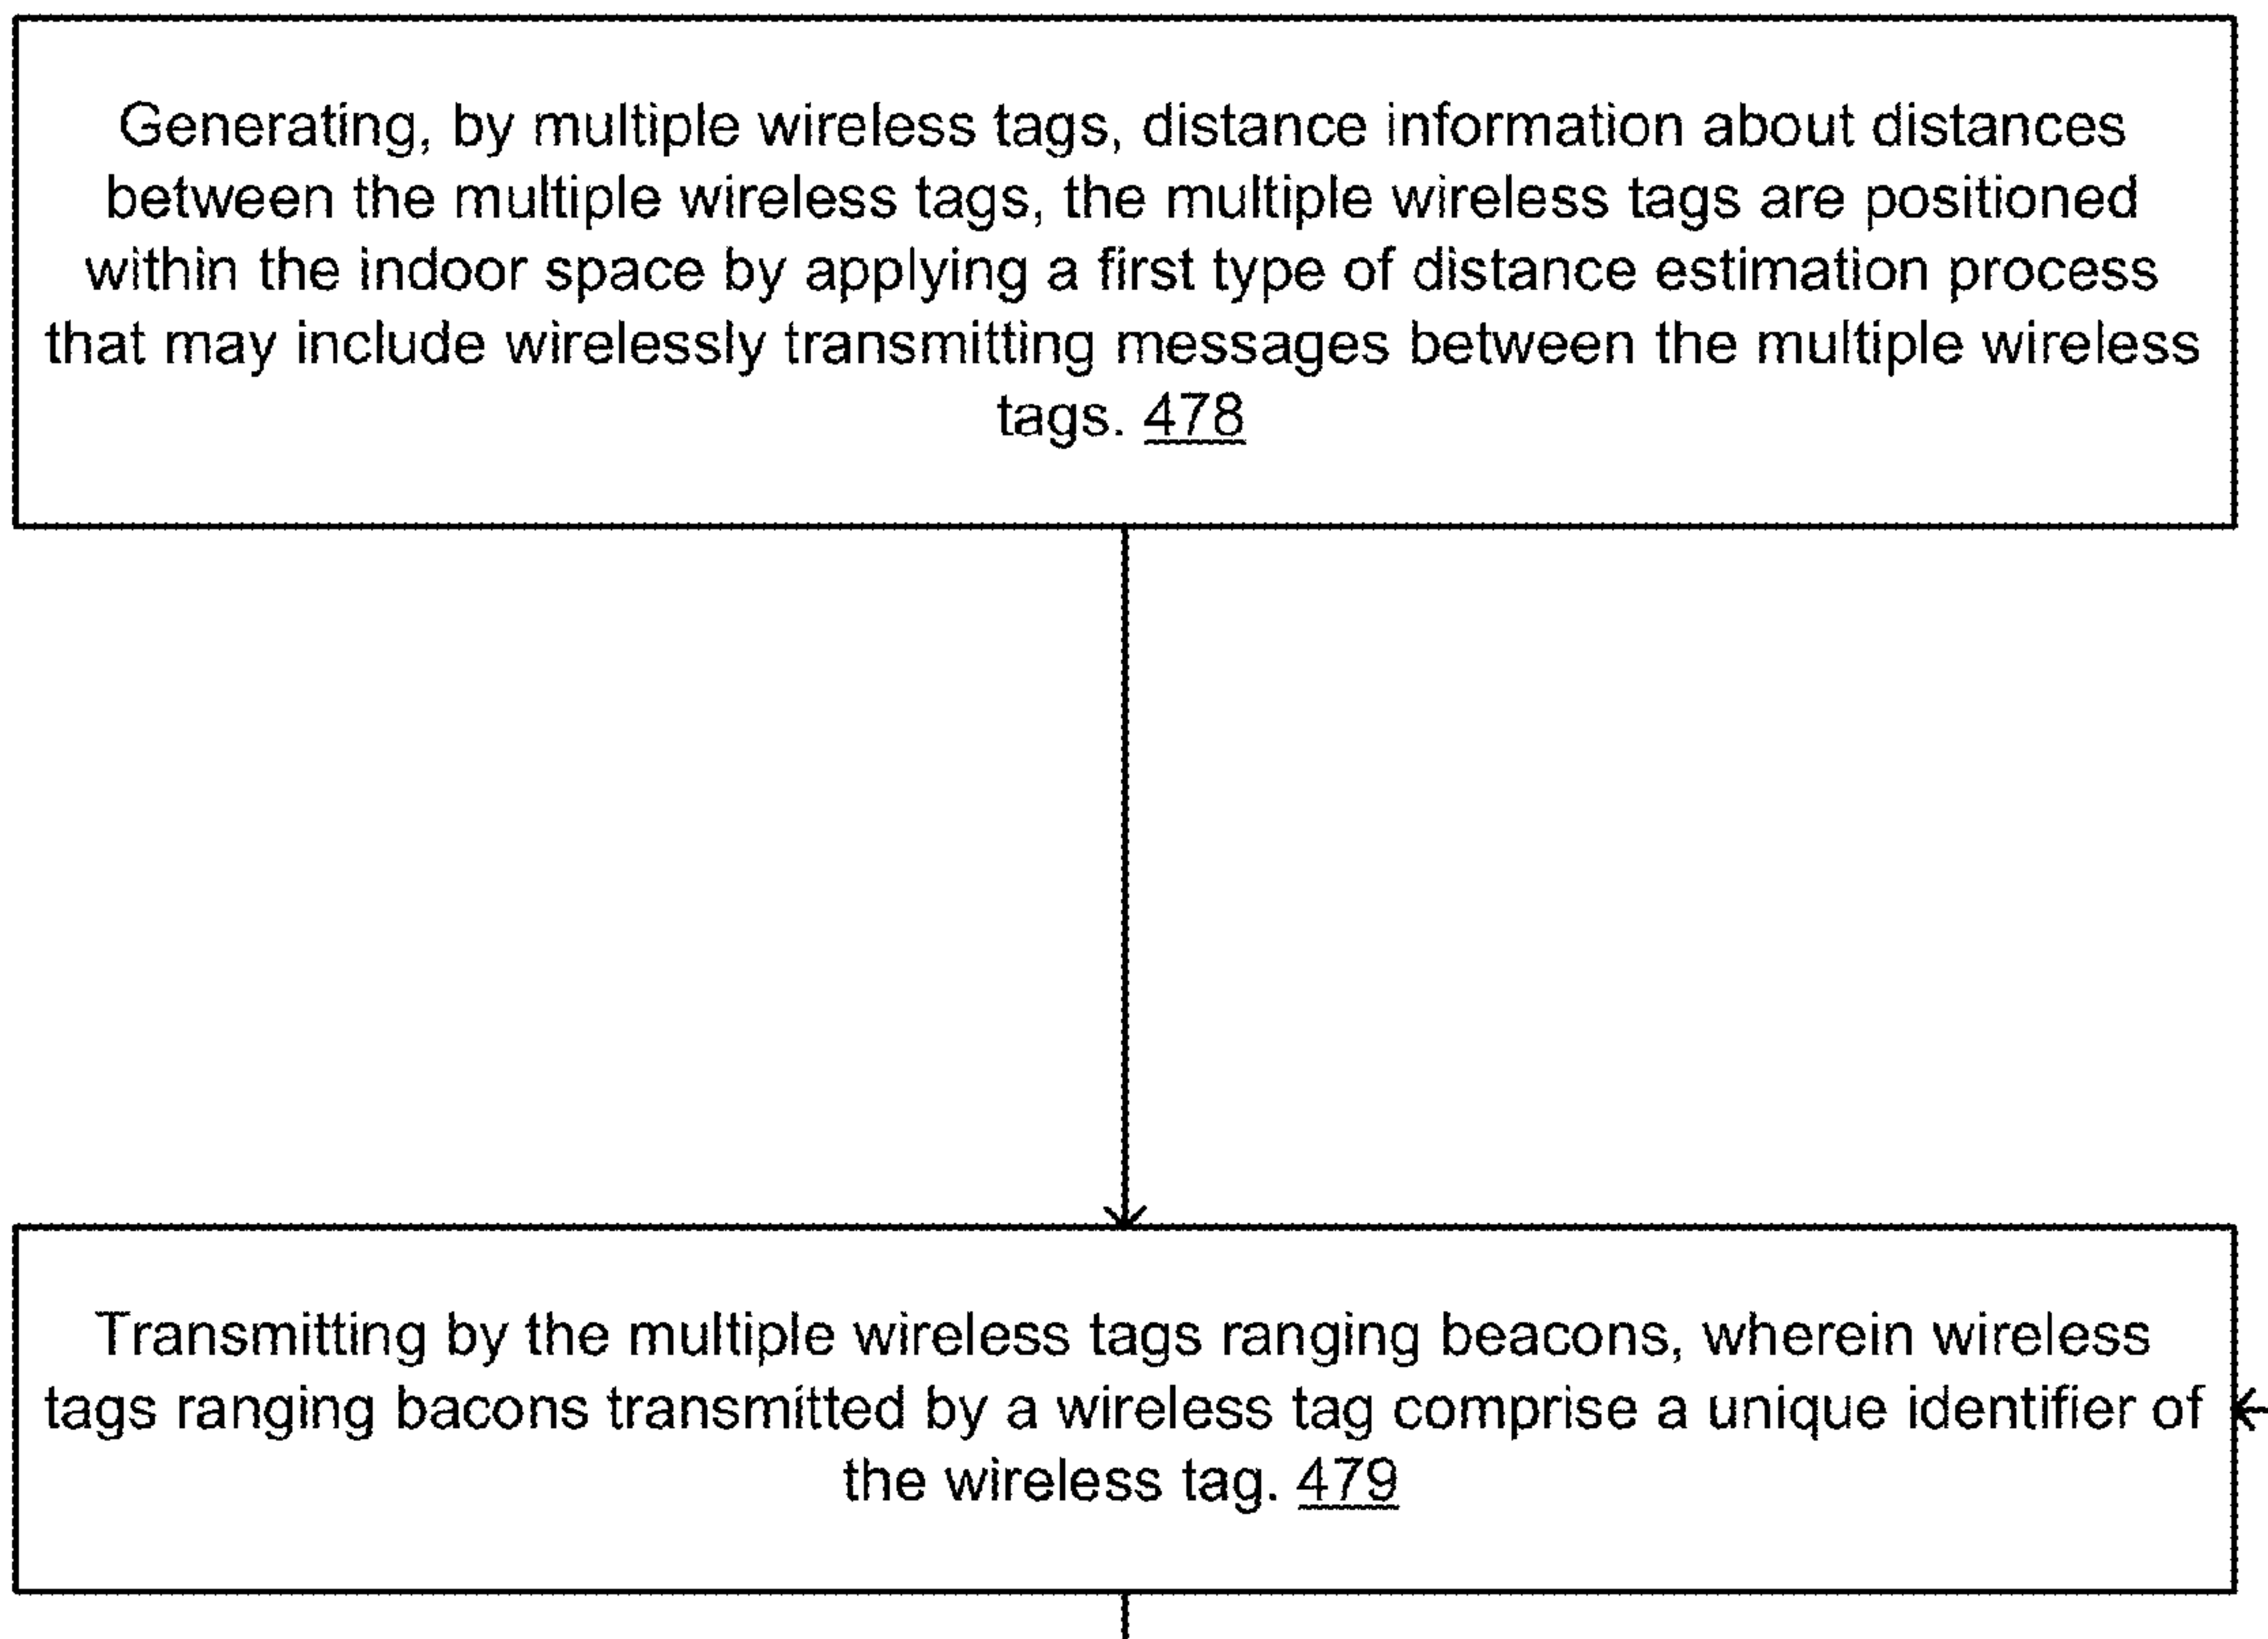 Generating, by multiple wireless tags, distance information about distances
between the multiple wireless tags, the multiple wireless tags are positioned
within the indoor space by applying a first type of distance estimation process
that may include wirelessly transmitting messages between the multiple wireless
tags. 478
Transmitting by the multiple wireless tags ranging beacons, wherein wireless
tags ranging bacons transmitted by a wireless tag comprise a unique identifier of
the wireless tag. 479